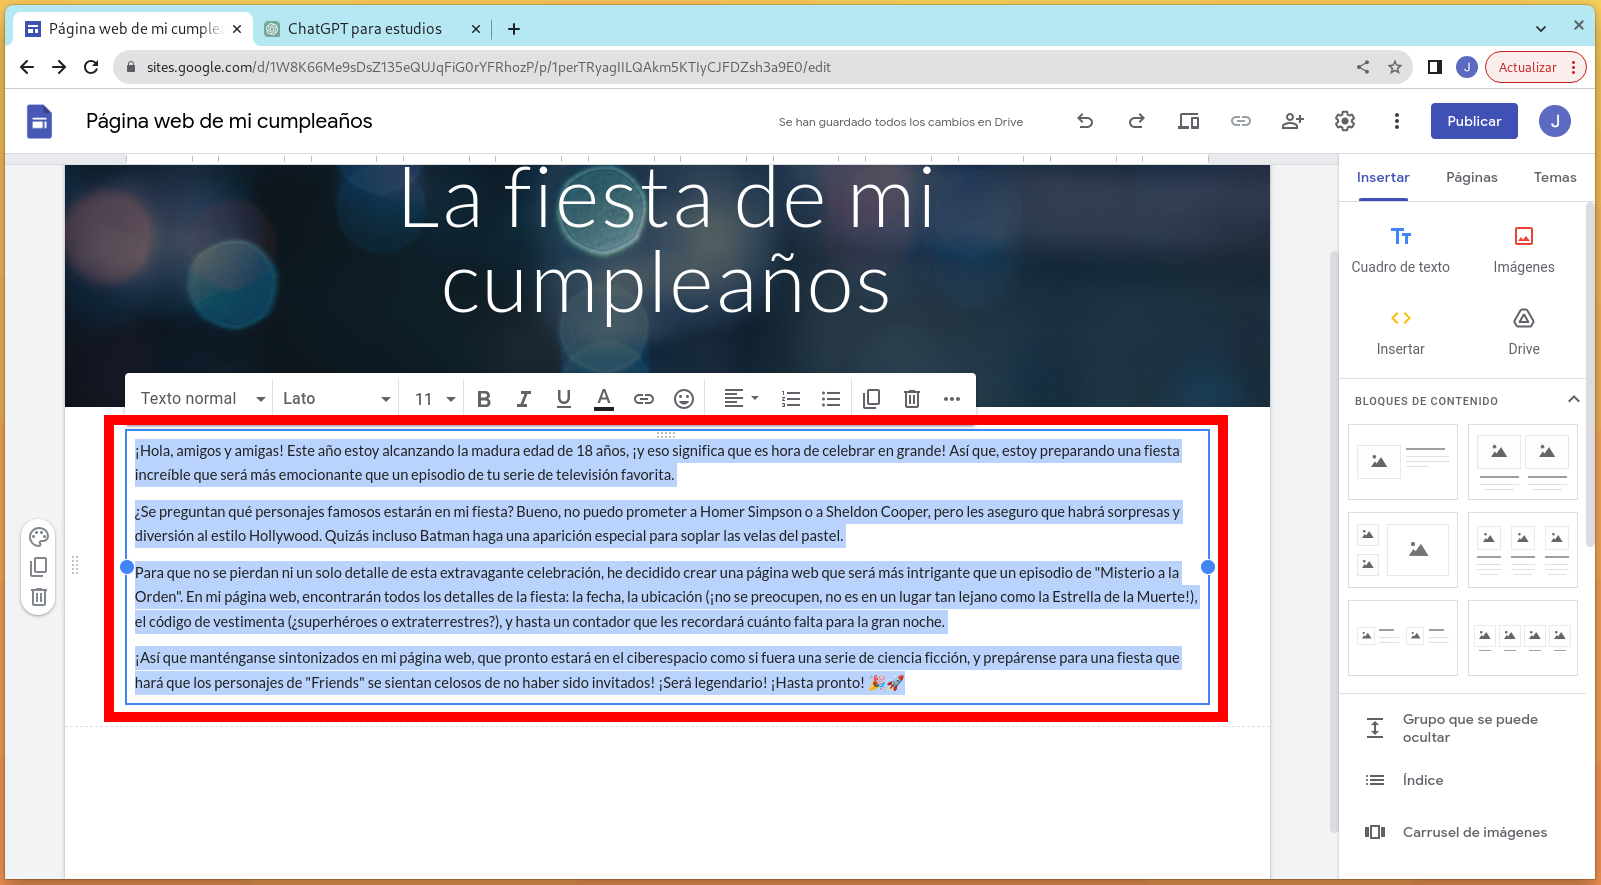 Página web de mi cumplea
ChatGPT para estudios
sites.google.com/d/1W8K66Me9sDsZ135eQUJqFiG0rYFRhozP/p/1perTRyagIILQAkm5KTIyCJFDZsh3a9E0/edit
J
Actualizar
Página web de mi cumpleaños
Se han guardado todos los cambios en Drive
Publicar
J
La fiesta de mi
cumpleaños
Insertar Páginas Temas
Cuadro de texto Imágenes
Insertar Drive
BLOQUES DE CONTENIDO
Texto normal Lato 11 B I U A
¡Hola, amigos y amigas! Este año estoy alcanzando la madura edad de 18 años, ¡y eso significa que es hora de celebrar en grande! Así que, estoy preparando una fiesta
increíble que será más emocionante que un episodio de tu serie de televisión favorita.
¿Se preguntan qué personajes famosos estarán en mi fiesta? Bueno, no puedo prometer a Homer Simpson o a Sheldon Cooper, pero les aseguro que habrá sorpresas y
diversión al estilo Hollywood. Quizás incluso Batman haga una aparición especial para soplar las velas del pastel.
Para que no se pierdan ni un solo detalle de esta extravagante celebración, he decidido crear una página web que será más intrigante que un episodio de "Misterio a la
Orden". En mi página web, encontrarán todos los detalles de la fiesta: la fecha, la ubicación (¡no se preocupen, no es en un lugar tan lejano como la Estrella de la Muerte!),
el código de vestimenta (¿superhéroes o extraterrestres?), y hasta un contador que les recordará cuánto falta para la gran noche.
¡Así que manténganse sintonizados en mi página web, que pronto estará en el ciberespacio como si fuera una serie de ciencia ficción, y prepárense para una fiesta que
hará que los personajes de "Friends" se sientan celosos de no haber sido invitados! ¡Será legendario! ¡Hasta pronto! 🎉🚀
Grupo que se puede
ocultar
Índice
Carrusel de imágenes